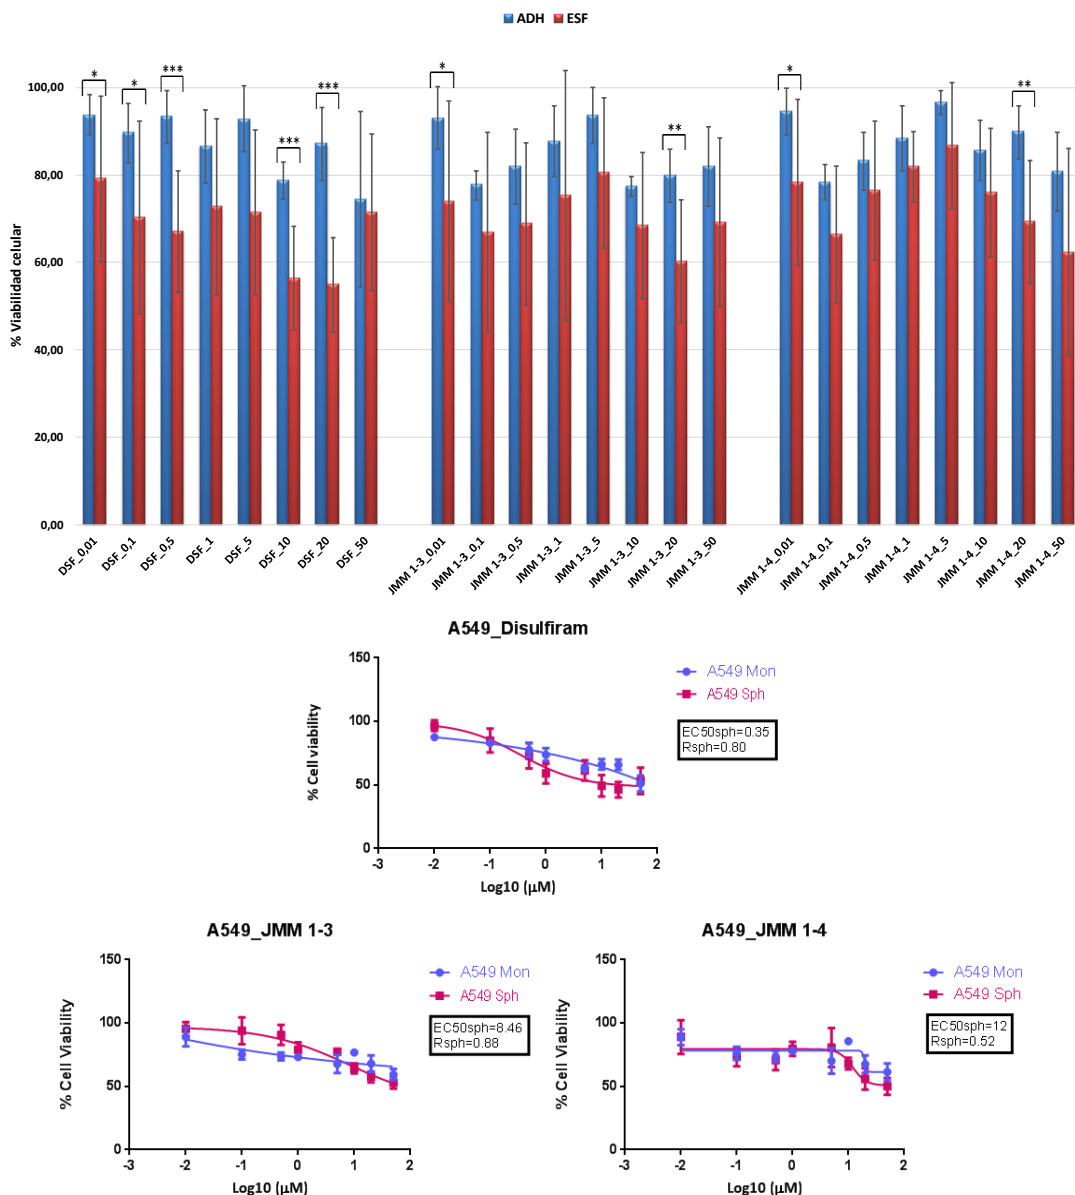 ADH ESF
* * *** *** *** * ** * **
100,00
80,00
60,00
40,00
20,00
0,00
% Viabilidad celular
DSF_0,01 DSF_0,1 DSF_0,5 DSF_1 DSF_5 DSF_10 DSF_20 DSF_50 JMM 1-3_0,01 JMM 1-3_0,1 JMM 1-3_0,5 JMM 1-3_1 JMM 1-3_5 JMM 1-3_10 JMM 1-3_20 JMM 1-3_50 JMM 1-4_0,01 JMM 1-4_0,1 JMM 1-4_0,5 JMM 1-4_1 JMM 1-4_5 JMM 1-4_10 JMM 1-4_20 JMM 1-4_50
A549_Disulfiram
150
100
50
0
% Cell viability
-3 -2 -1 0 1 2
Log10 (µM)
A549 Mon
A549 Sph
EC50sph=0.35
Rsph=0.80
A549_JMM 1-3
150
100
50
0
% Cell Viability
-3 -2 -1 0 1 2
Log10 (µM)
A549 Mon
A549 Sph
EC50sph=8.46
Rsph=0.88
A549_JMM 1-4
150
100
50
0
% Cell Viability
-3 -2 -1 0 1 2
Log10 (µM)
A549 Mon
A549 Sph
EC50sph=12
Rsph=0.52